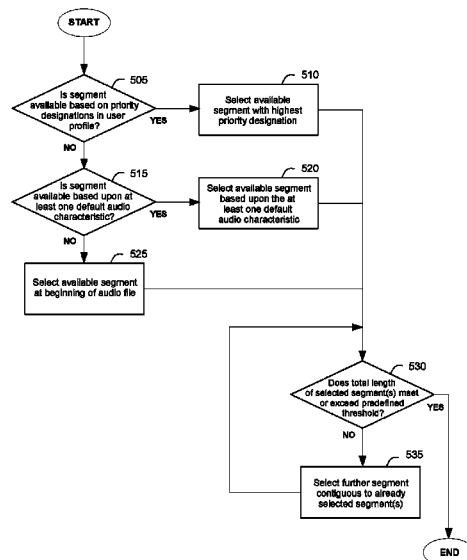 START
505
Is segment
available based on priority
designations in user
profile?
YES
NO
510
Select available
segment with highest
priority designation
515
Is segment
available based upon at
least one default audio
characteristic?
YES
NO
520
Select available segment
based upon the at
least one default
audio characteristic
525
Select available segment
at beginning of audio file
530
Does total length
of selected segment(s) meet
or exceed predefined
threshold?
YES
NO
535
Select further segment
contiguous to already
selected segment(s)
END